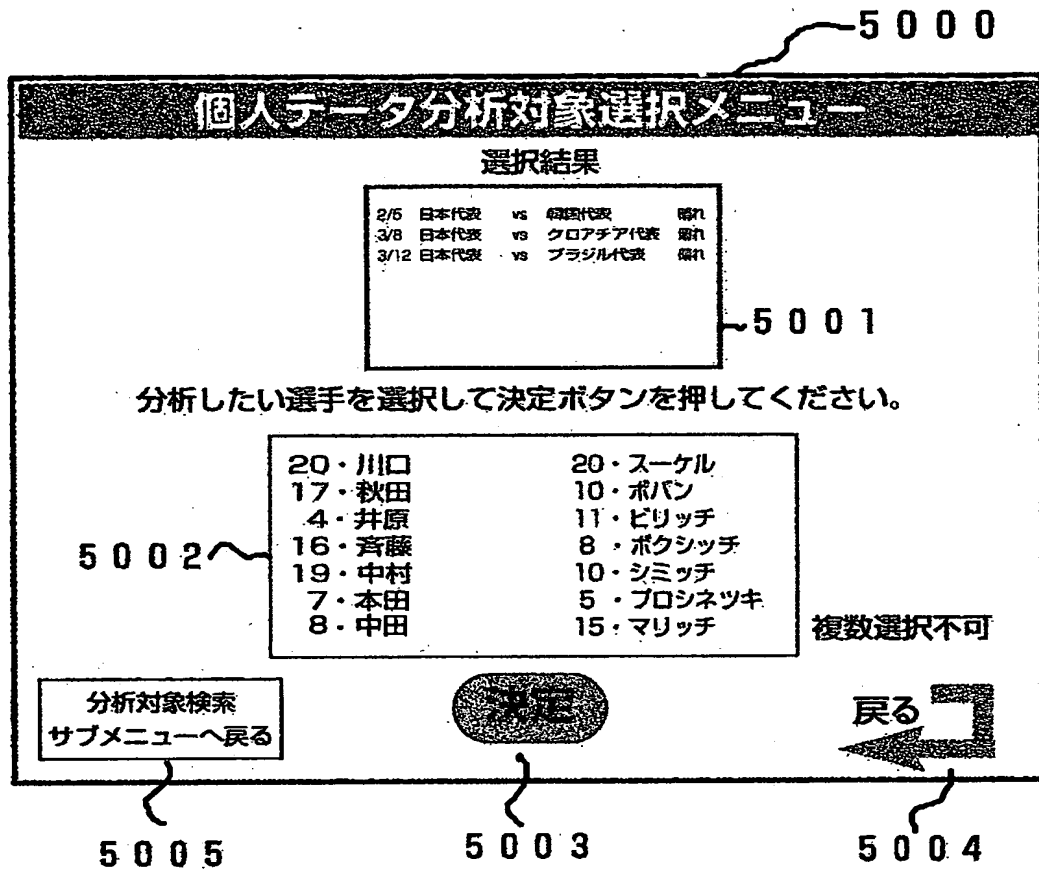 5000
個人データ分析対象選択メニュー
選択結果
2/5 日本代表 vs 韓国代表 晴れ
3/8 日本代表 vs クロアチア代表 晴れ
3/12 日本代表 vs ブラジル代表 晴れ
5001
分析したい選手を選択して決定ボタンを押してください。
20・川口 20・スーケル
17・秋田 10・ボバン
4・井原 11・ビリッチ
16・斉藤 8・ボクシッチ
19・中村 10・シミッチ
7・本田 5・プロシネツキ
8・中田 15・マリッチ
5002
複数選択不可
分析対象検索
サブメニューへ戻る
決定
戻る
5005
5003
5004